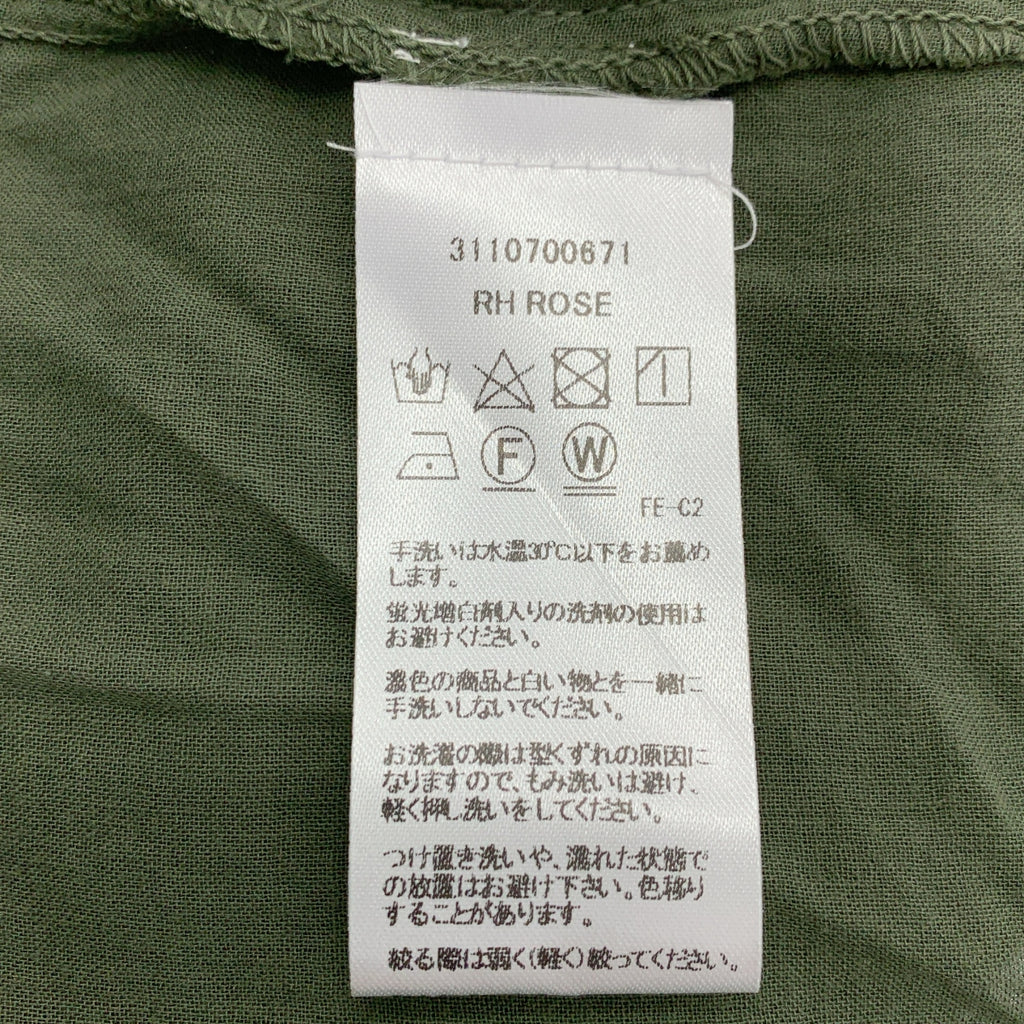 3110700671
RH ROSE
F W
FE-C2
手洗いは水温30℃以下をお薦め
します。
蛍光増白剤入りの洗剤の使用は
お避けください。
濃色の商品と白い物とを一緒に
手洗いしないでください。
お洗濯の際は型くずれの原因に
なりますので、もみ洗いは避け、
軽く押し洗いをしてください。
つけ置き洗いや、濡れた状態で
の放置はお避け下さい。色移り
することがあります。
絞る際は弱く(軽く)絞ってください。